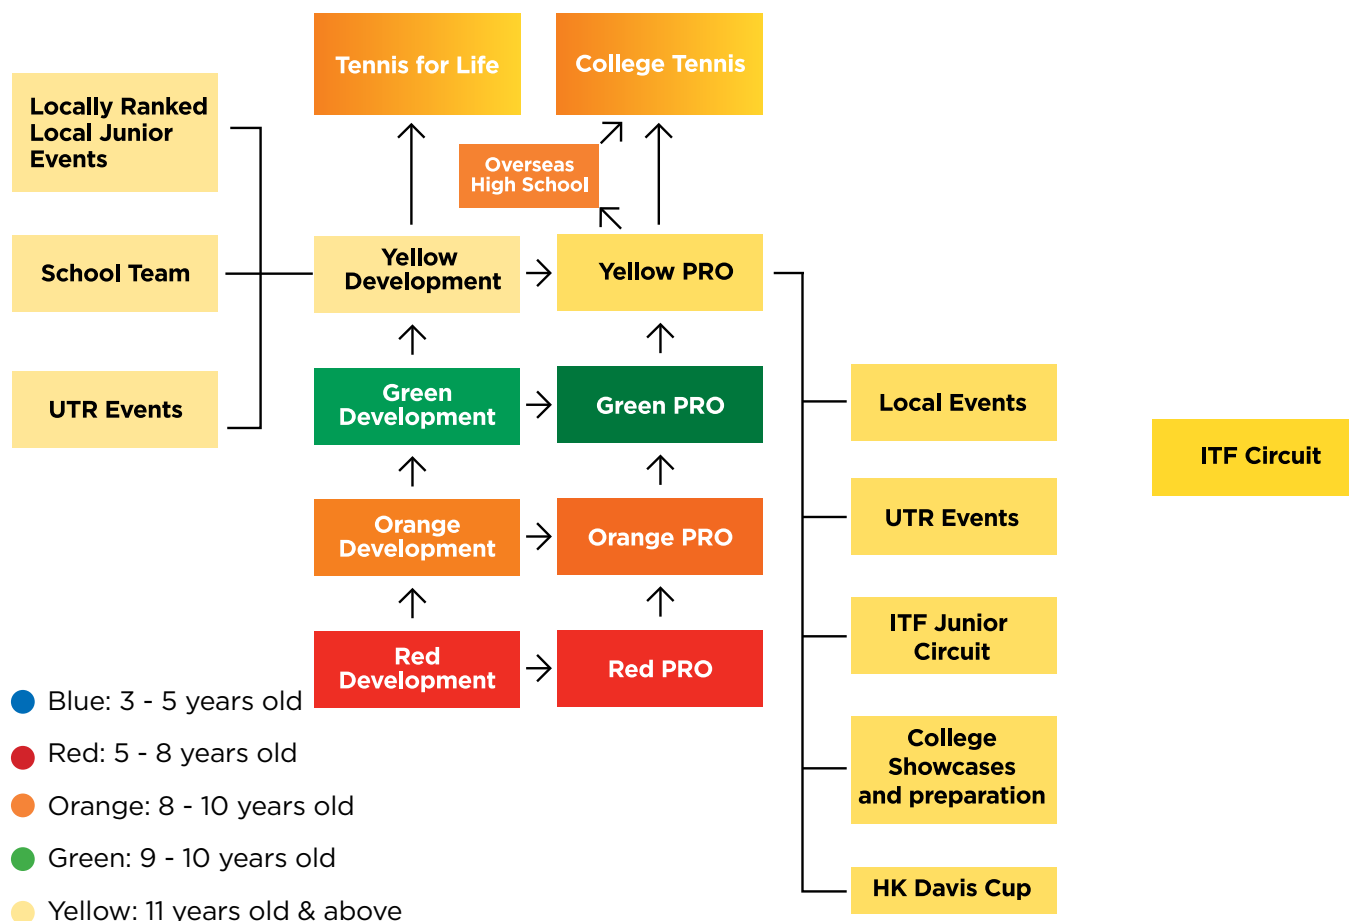 Tennis for Life
College Tennis
Locally Ranked
Local Junior
Events
Overseas
High School
School Team
Yellow
Development
Yellow PRO
UTR Events
Green
Development
Green PRO
Local Events
ITF Circuit
Orange
Development
Orange PRO
UTR Events
Red
Development
Red PRO
ITF Junior
Circuit
College
Showcases
and preparation
HK Davis Cup
Blue: 3 - 5 years old
Red: 5 - 8 years old
Orange: 8 - 10 years old
Green: 9 - 10 years old
Yellow: 11 years old & above